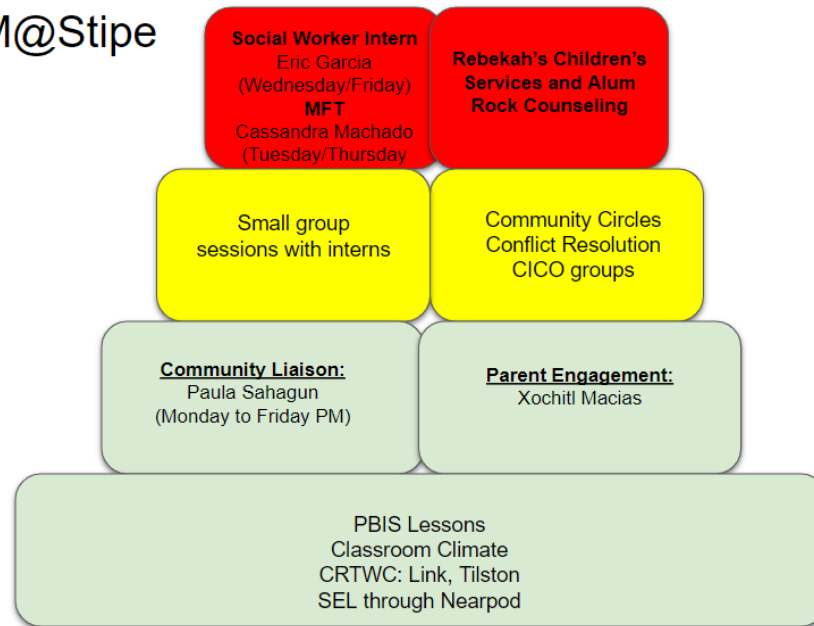 M@Stipe
Social Worker Intern
Eric Garcia
(Wednesday/Friday)
MFT
Cassandra Machado
(Tuesday/Thursday
Rebekah's Children's
Services and Alum
Rock Counseling
Small group
sessions with interns
Community Circles
Conflict Resolution
CICO groups
Community Liaison:
Paula Sahagun
(Monday to Friday PM)
Parent Engagement:
Xochitl Macias
PBIS Lessons
Classroom Climate
CRTWC: Link, Tilston
SEL through Nearpod